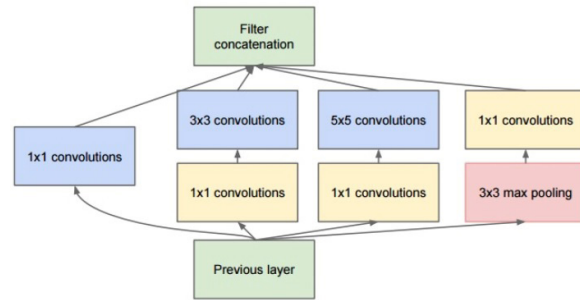 Filter
concatenation
3x3 convolutions
5x5 convolutions
1x1 convolutions
1x1 convolutions
1x1 convolutions
1x1 convolutions
3x3 max pooling
Previous layer